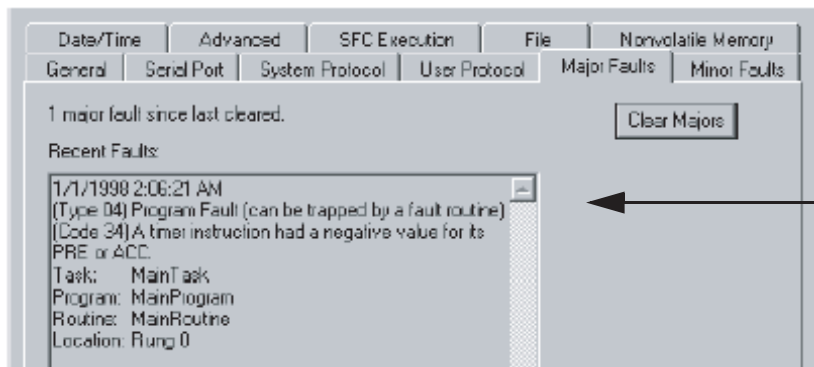 Date/Time Advanced SFC Execution File Nonvolatile Memory
General Serial Port System Protocol User Protocol Major Faults Minor Faults
1 major fault since last cleared.
Clear Majors
Recent Faults:
1/1/1998 2:06:21 AM
(Type 04) Program Fault (can be trapped by a fault routine)
(Code 34) A timer instruction had a negative value for its
PRE or ACC.
Task: MainTask
Program: MainProgram
Routine: MainRoutine
Location: Rung 0